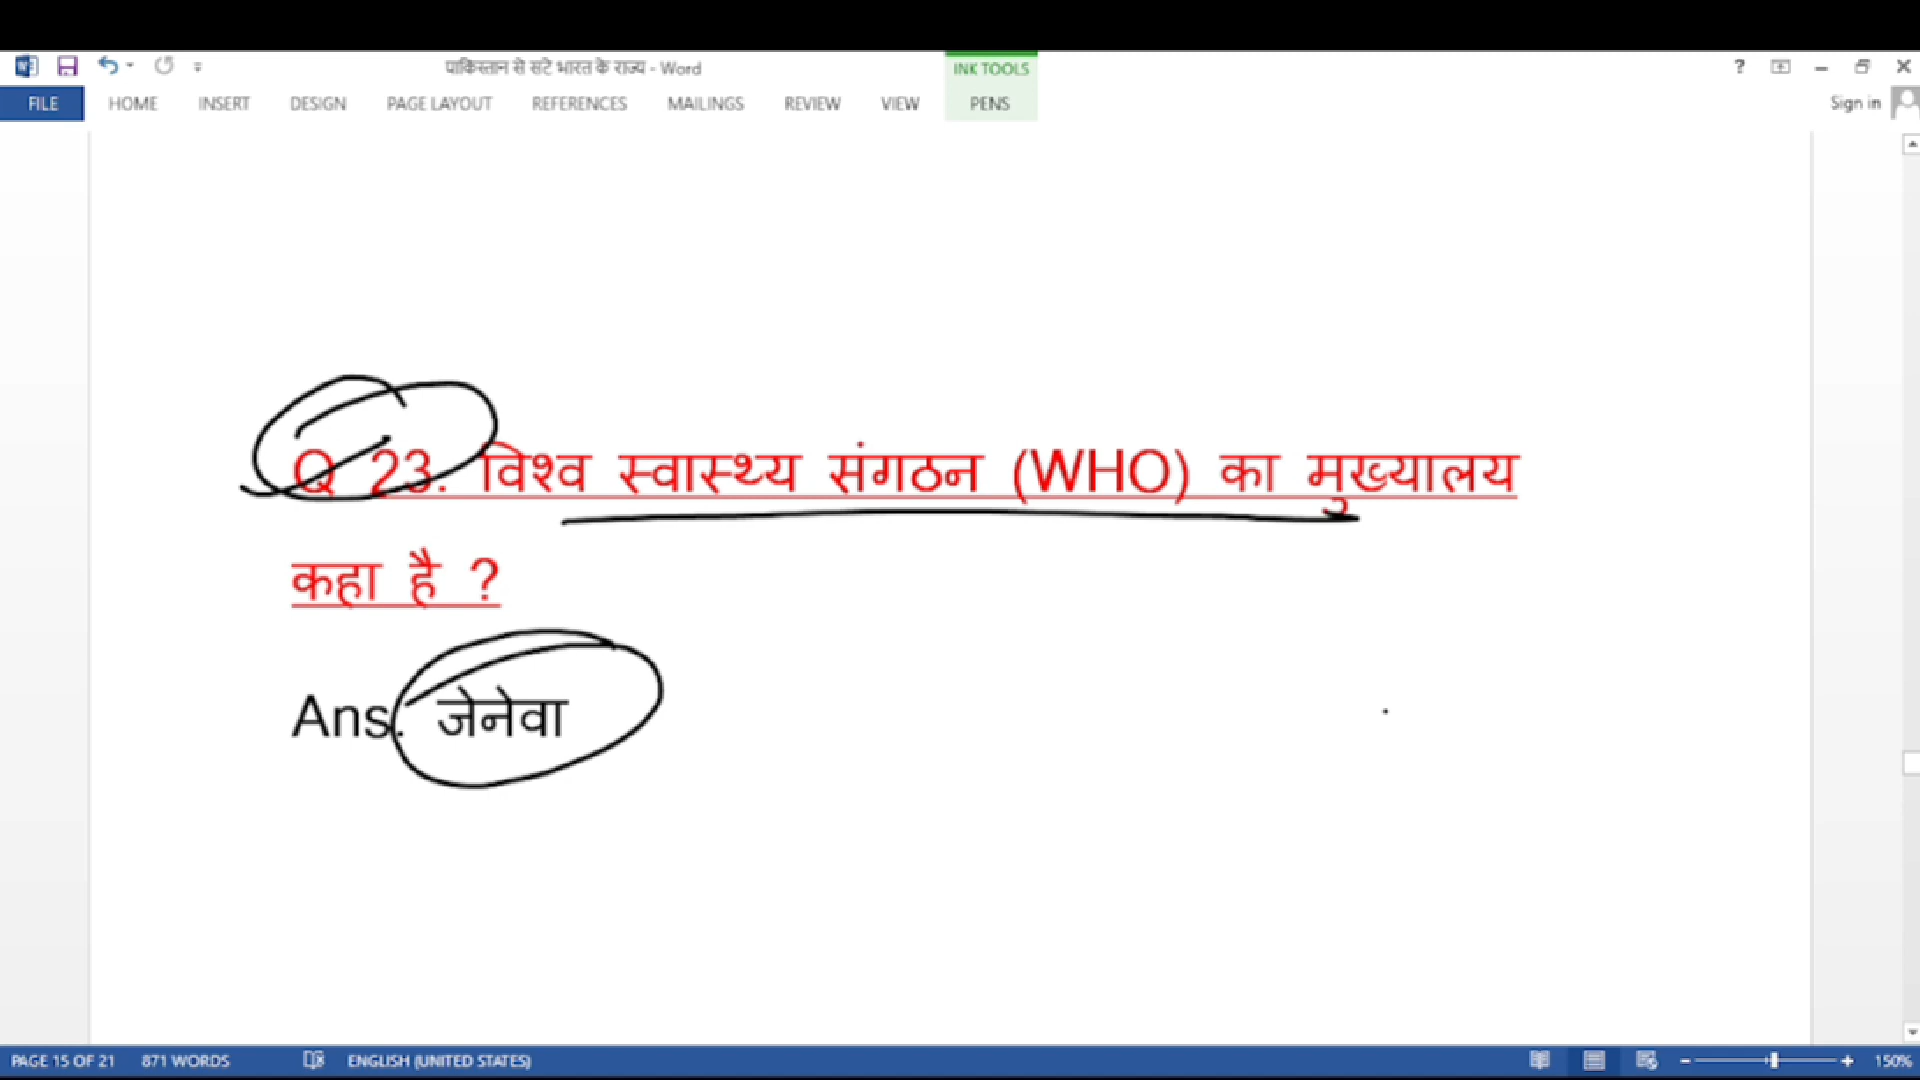 पाकिस्तान से सटे भारत के राज्य - Word
INK TOOLS
?
FILE HOME INSERT DESIGN PAGE LAYOUT REFERENCES MAILINGS REVIEW VIEW PENS
Sign in
Q 23. विश्व स्वास्थ्य संगठन (WHO) का मुख्यालय
कहा है ?
Ans. जेनेवा
PAGE 15 OF 21 871 WORDS ENGLISH (UNITED STATES) 150%